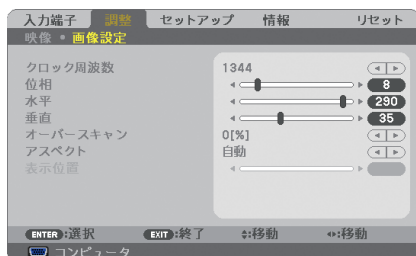 入力端子 調整 セットアップ 情報 リセット
映像 • 画像設定
クロック周波数 1344
位相 8
水平 290
垂直 35
オーバースキャン 0[%]
アスペクト 自動
表示位置
ENTER:選択 EXIT:終了 :移動 :移動
コンピュータ